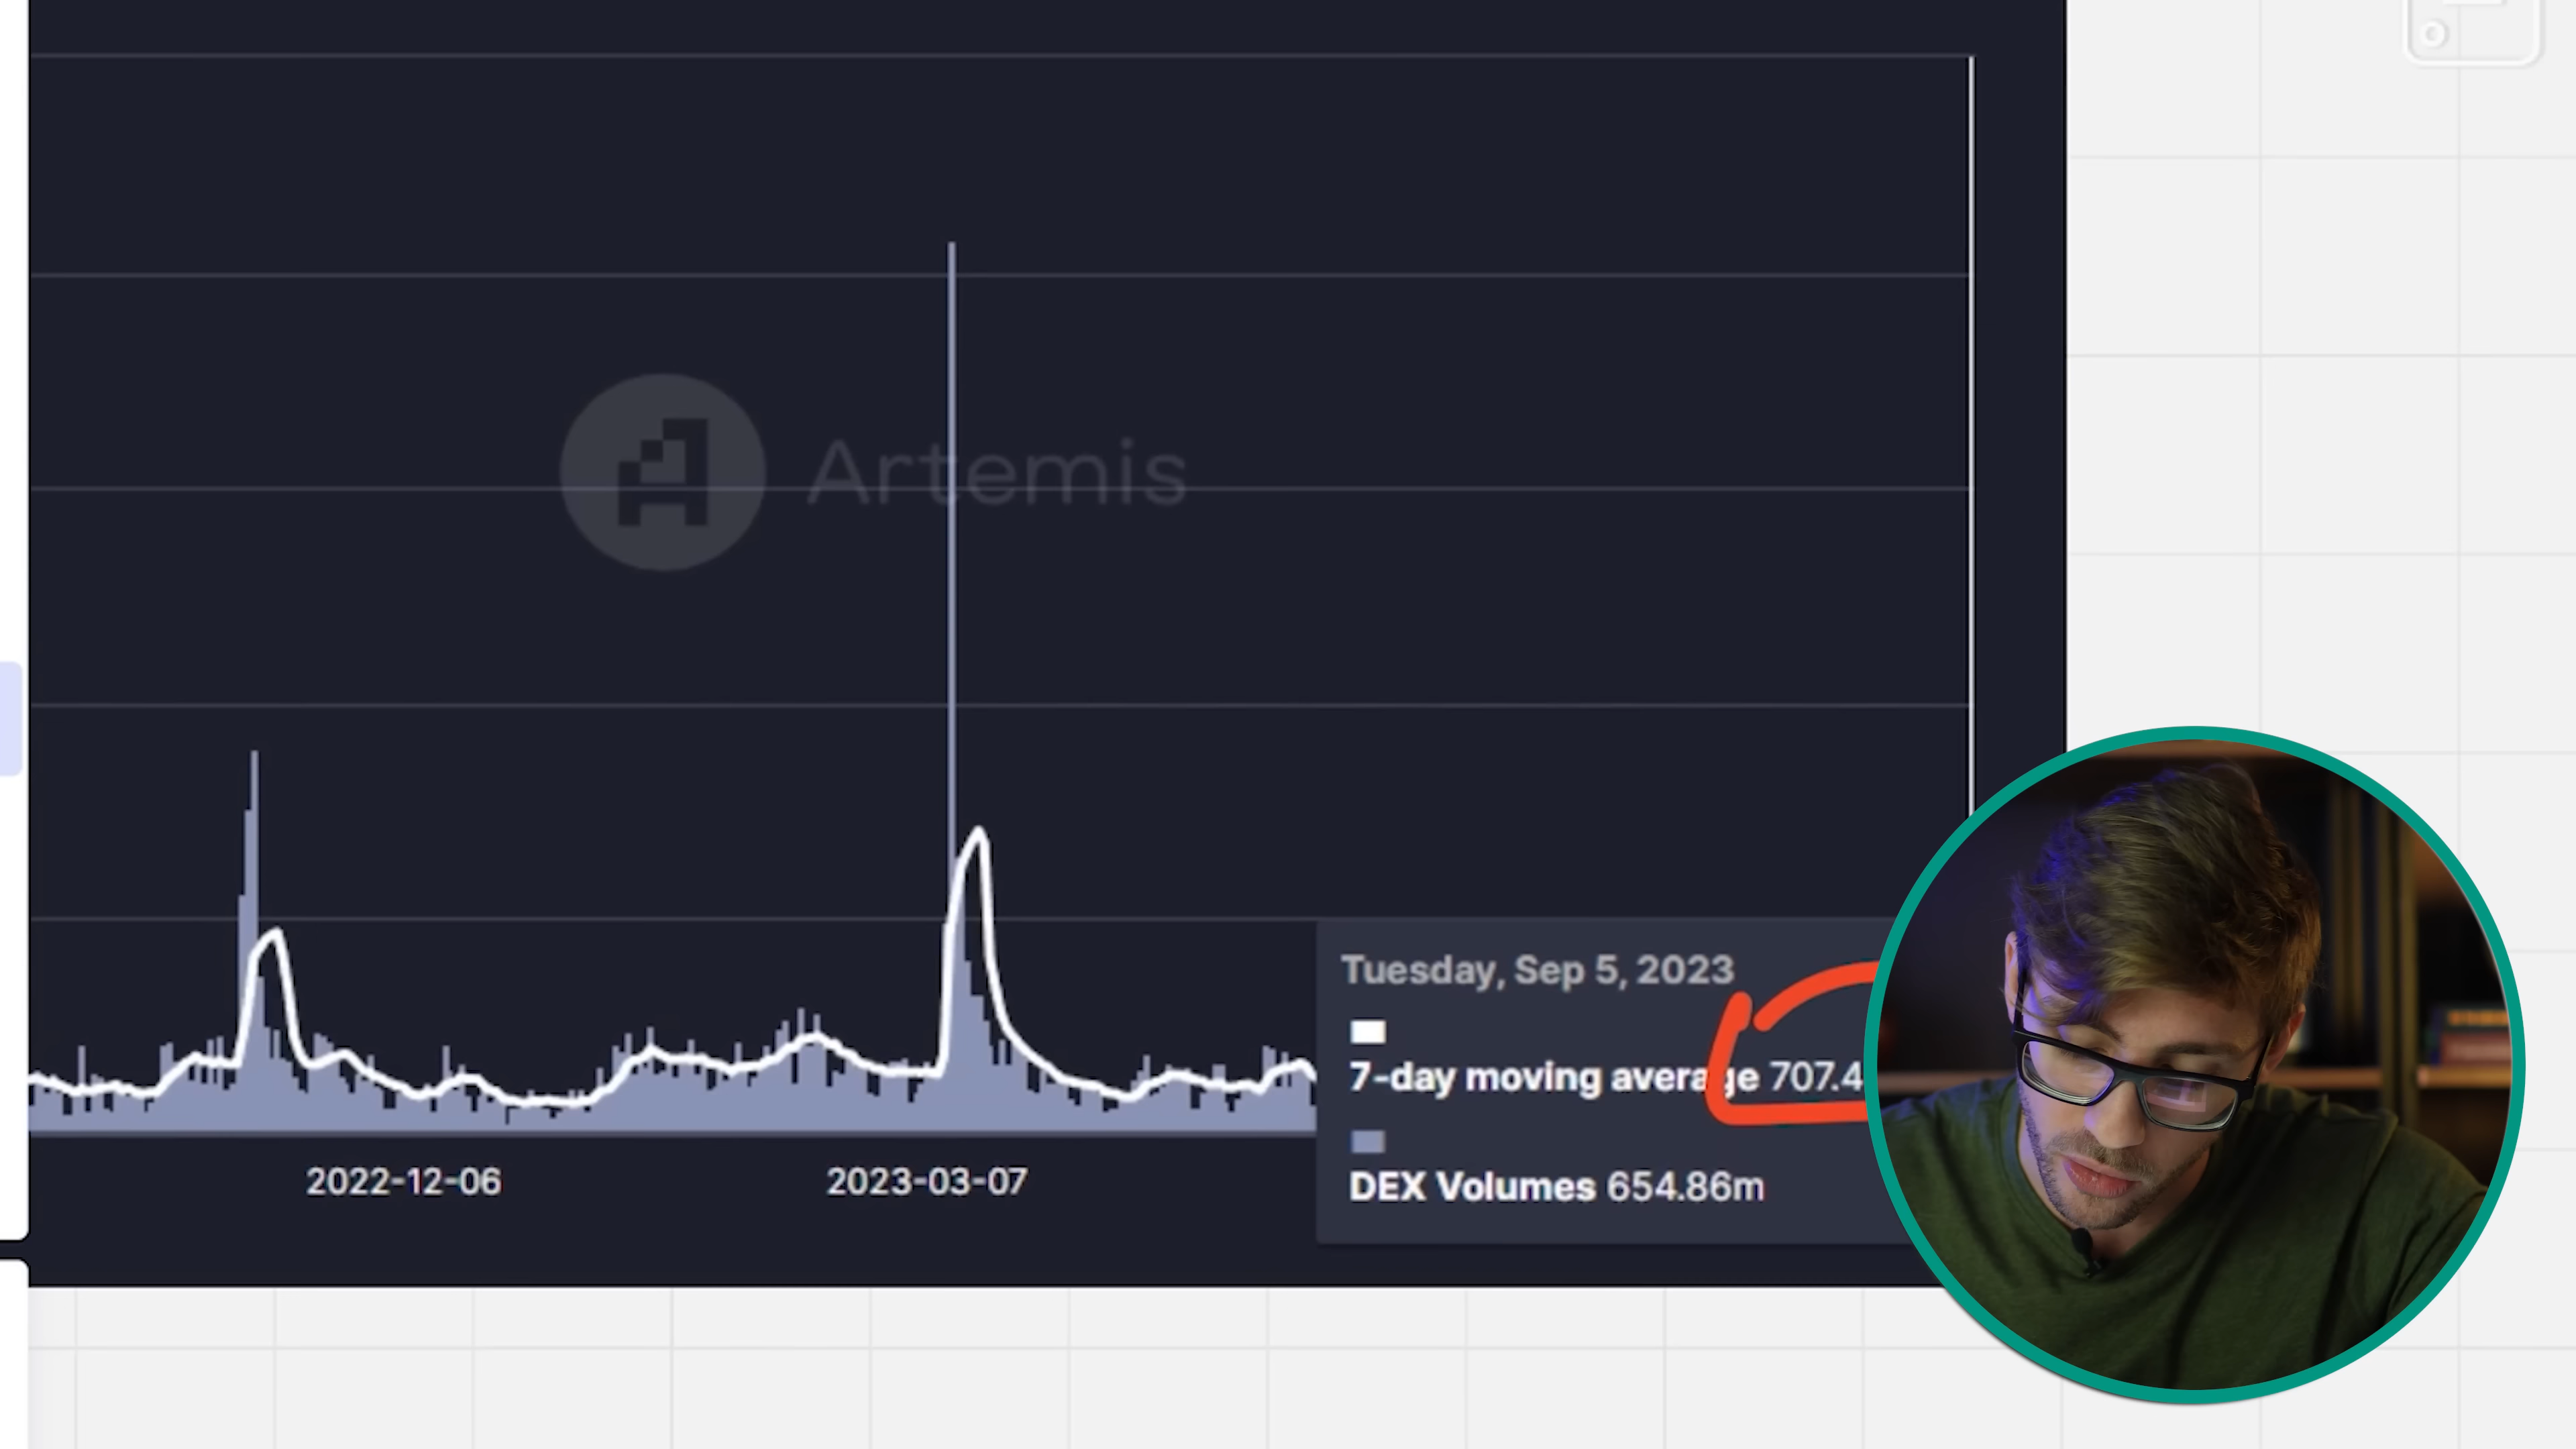 Artemis
Tuesday, Sep 5, 2023
7-day moving average 707.4
DEX Volumes 654.86m
2022-12-06
2023-03-07